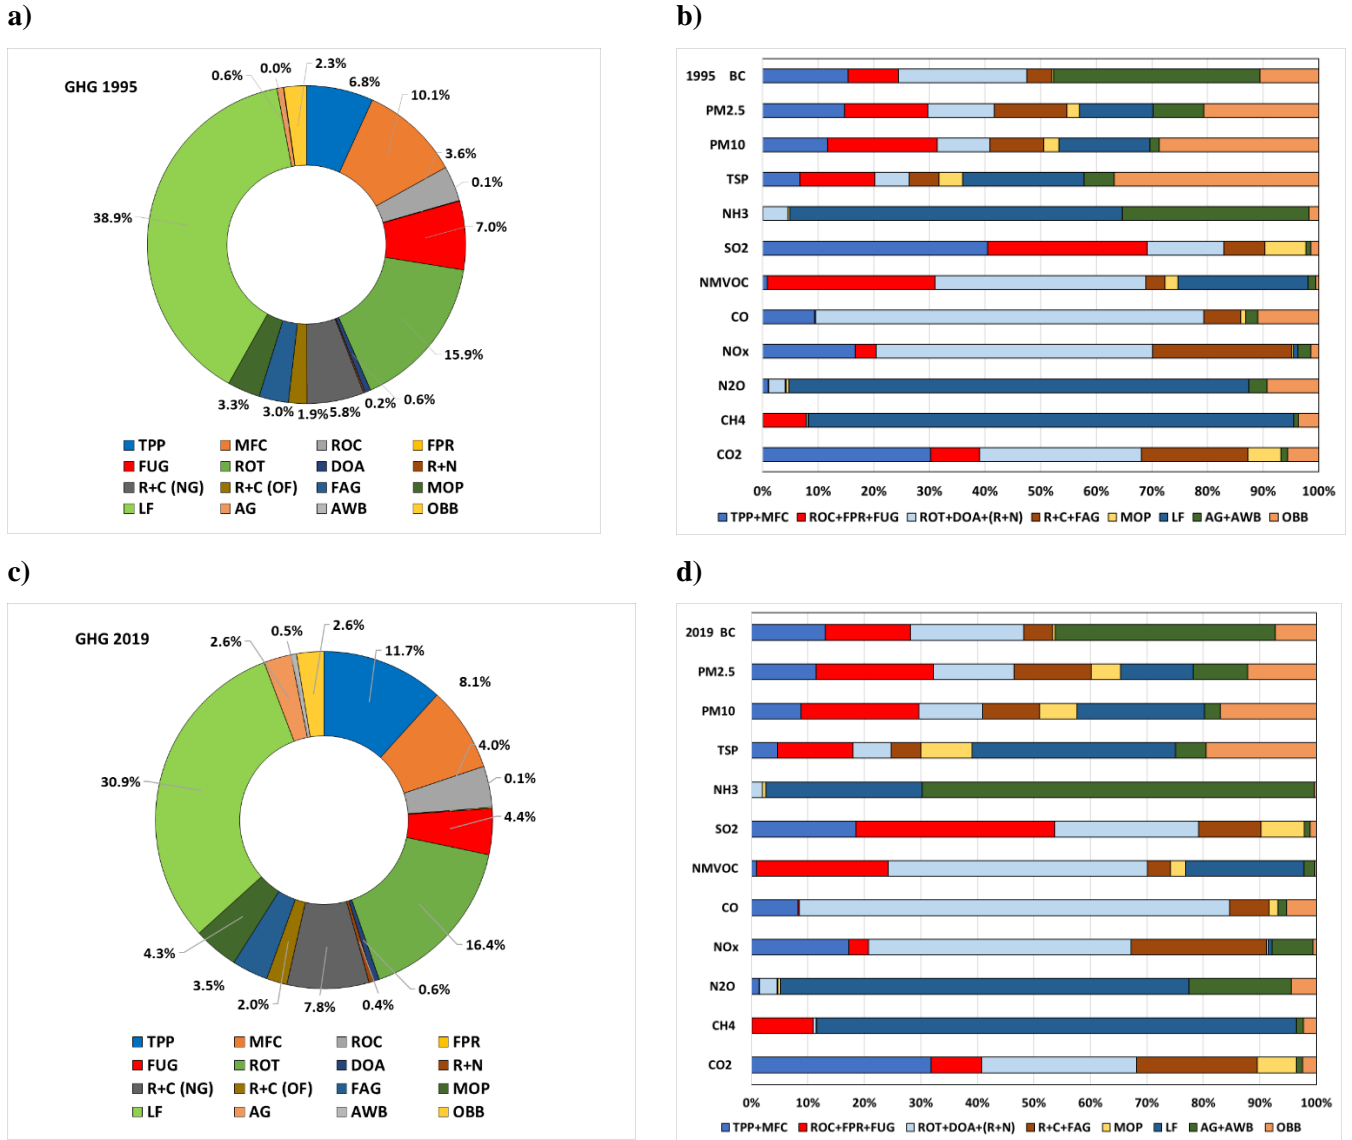 a)
b)
GHG 1995
0.6%
0.0%
2.3%
6.8%
10.1%
3.6%
0.1%
7.0%
15.9%
0.6%
0.2%
5.8%
1.9%
3.0%
3.3%
38.9%
TPP MFC ROC FPR
FUG ROT DOA R+N
R+C (NG) R+C (OF) FAG MOP
LF AG AWB OBB
1995 BC
PM2.5
PM10
TSP
NH3
SO2
NMVOC
CO
NOx
N2O
CH4
CO2
0% 10% 20% 30% 40% 50% 60% 70% 80% 90% 100%
TPP+MFC ROC+FPR+FUG ROT+DOA+(R+N) R+C+FAG MOP LF AG+AWB OBB
c)
d)
GHG 2019
2.6%
0.5%
2.6%
11.7%
8.1%
4.0%
0.1%
4.4%
16.4%
0.6%
0.4%
7.8%
2.0%
3.5%
4.3%
30.9%
TPP MFC ROC FPR
FUG ROT DOA R+N
R+C (NG) R+C (OF) FAG MOP
LF AG AWB OBB
2019 BC
PM2.5
PM10
TSP
NH3
SO2
NMVOC
CO
NOx
N2O
CH4
CO2
0% 10% 20% 30% 40% 50% 60% 70% 80% 90% 100%
TPP+MFC ROC+FPR+FUG ROT+DOA+(R+N) R+C+FAG MOP LF AG+AWB OBB